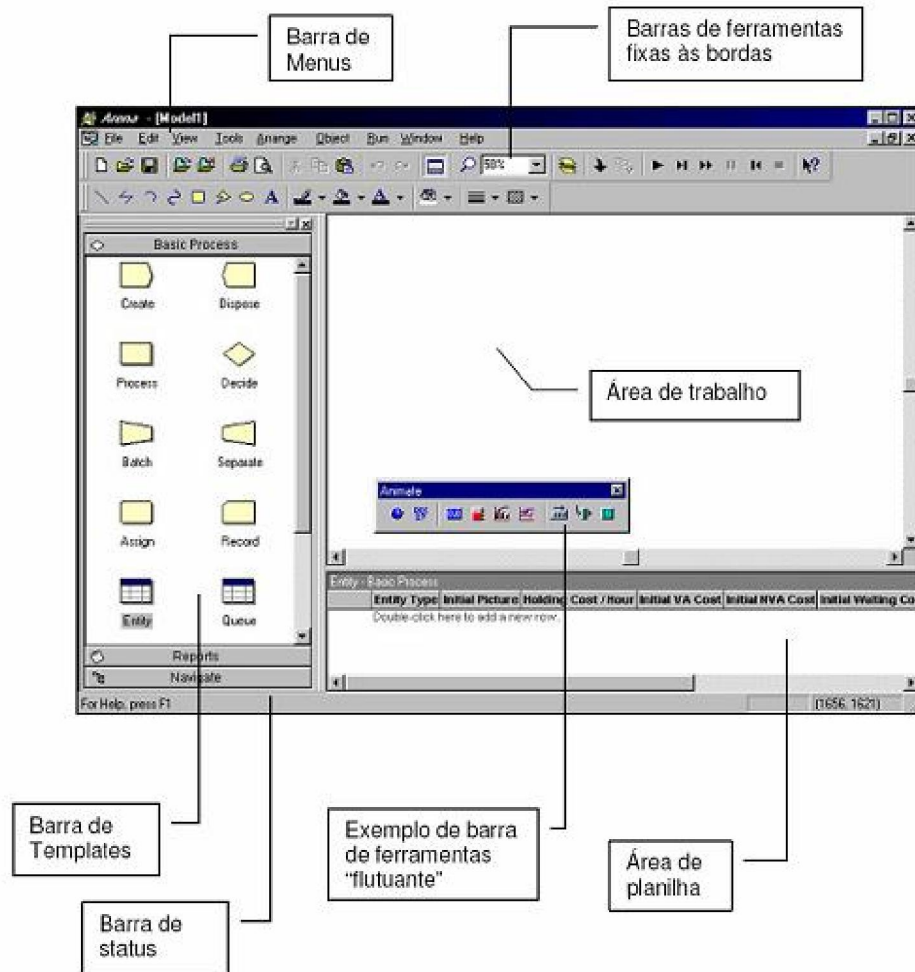 Barra de
Menus
Barras de ferramentas
fixas às bordas
Arena - [Model1]
File Edit View Tools Arrange Object Run Window Help
50%
A A
Basic Process
Create Dispose
Process Decide
Área de trabalho
Batch Separate
Animate
Assign Record
Entity - Basic Process
Entity Type Initial Picture Holding Cost / Hour Initial VA Cost Initial NVA Cost Initial Waiting Co
Double-click here to add a new row.
Entity Queue
Reports
Navigate
For Help, press F1 (1656, 1621)
Barra de
Templates
Exemplo de barra
de ferramentas
“flutuante”
Área de
planilha
Barra de
status